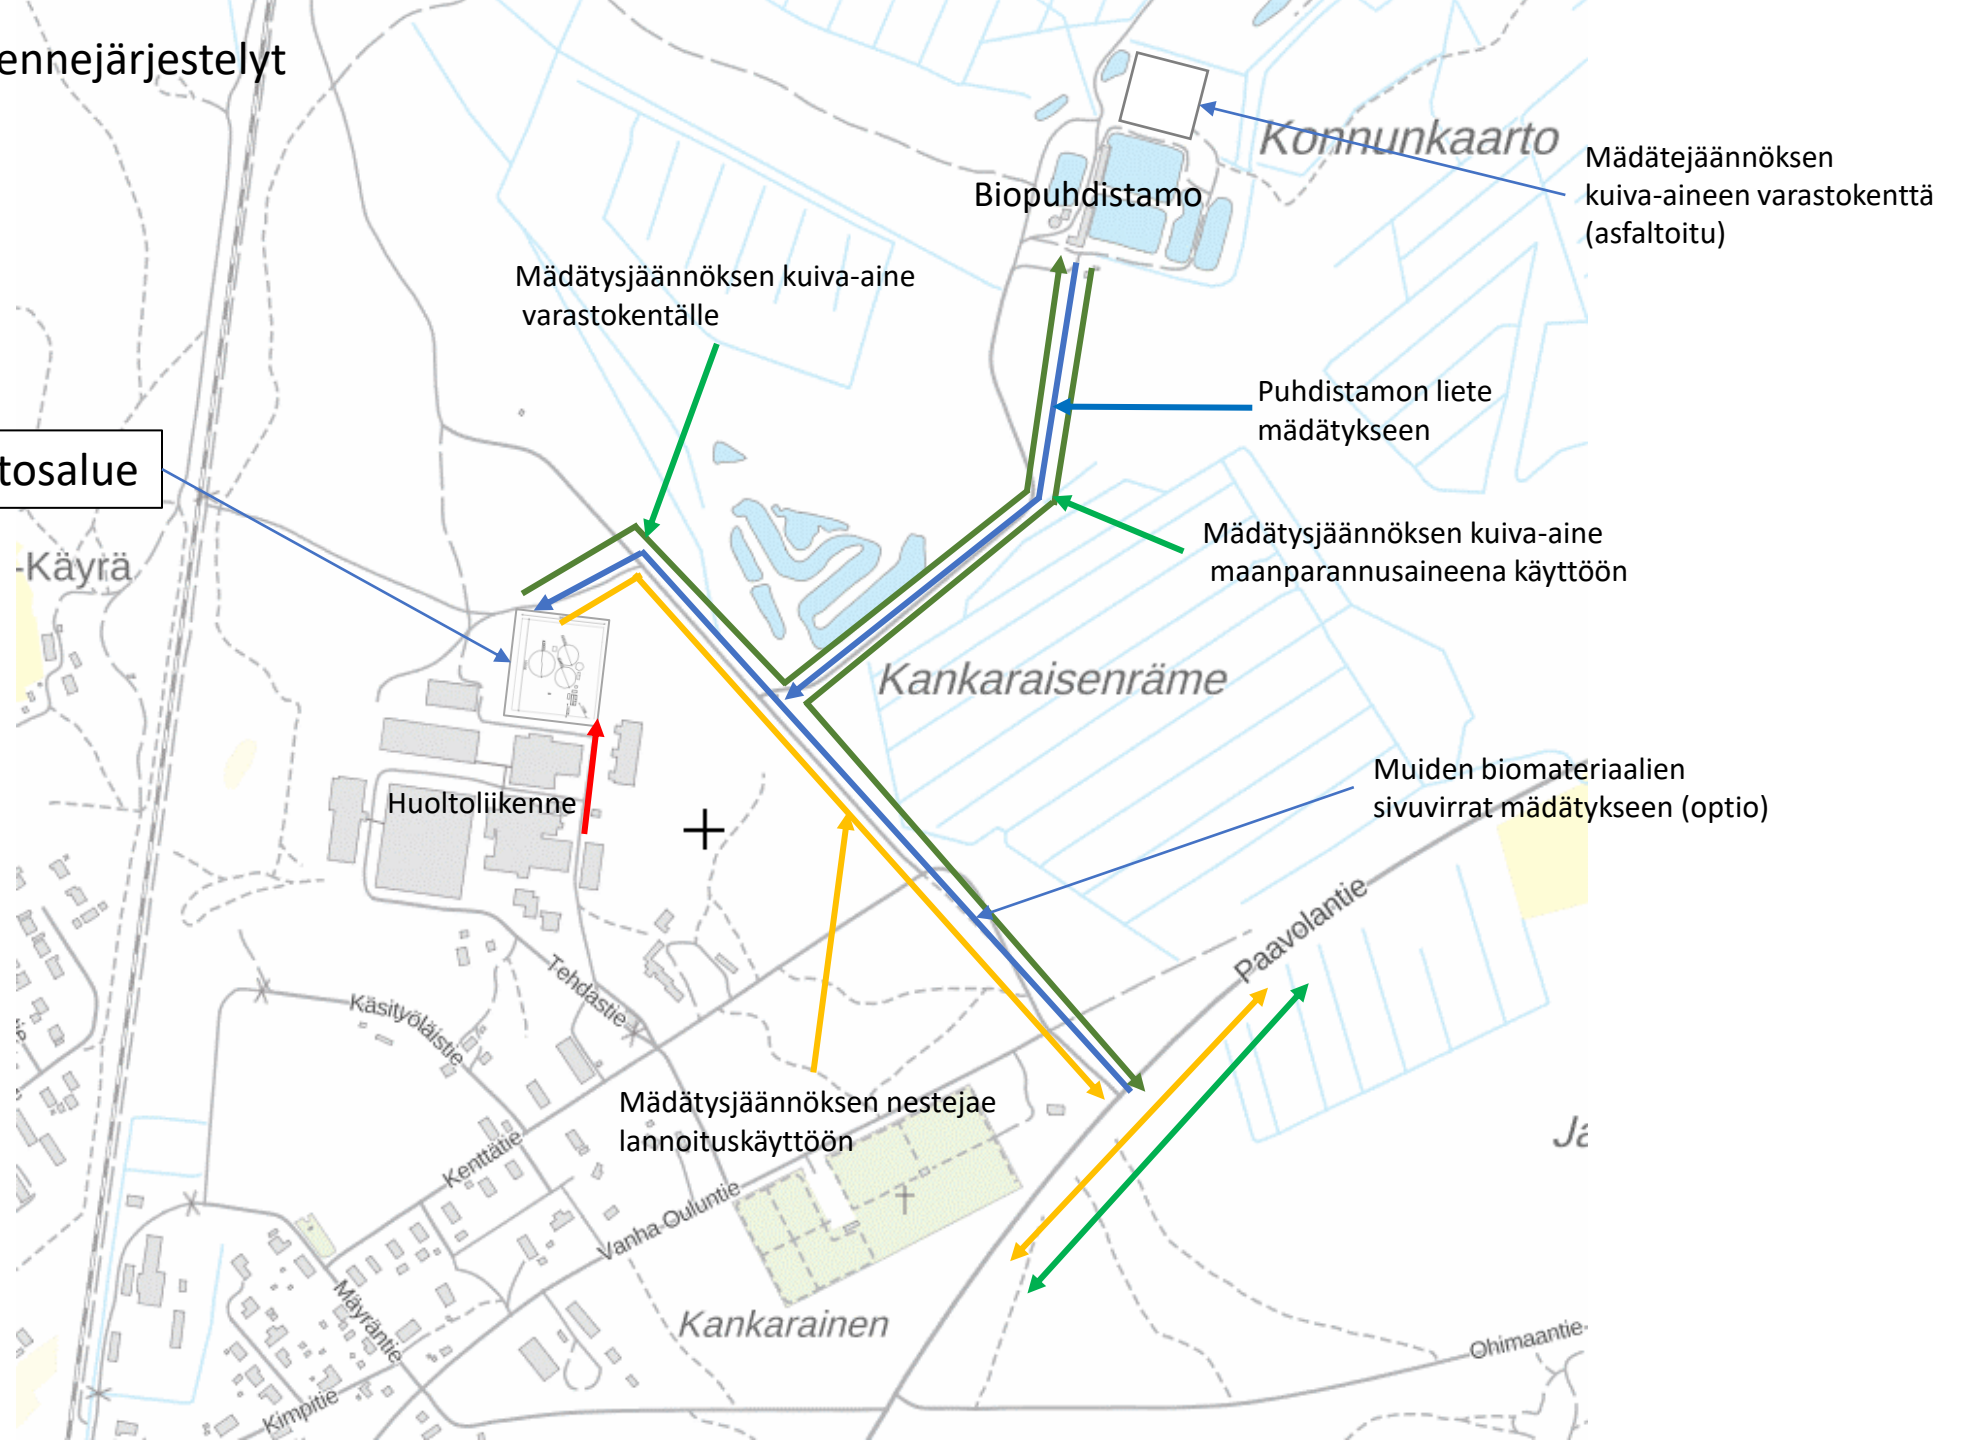 ennejärjestelyt
Konnunkaarto
Mädätejäännöksen
kuiva-aineen varastokenttä
(asfaltoitu)
Biopuhdistamo
Mädätysjäännöksen kuiva-aine
varastokentälle
Puhdistamon liete
mädätykseen
tosalue
Mädätysjäännöksen kuiva-aine
maanparannusaineena käyttöön
-Käyrä
Kankaraisenräme
Muiden biomateriaalien
sivuvirrat mädätykseen (optio)
Huoltoliikenne
Paavolantie
Tehdastie
Käsityöläistie
Mädätysjäännöksen nestejae
lannoituskäyttöön
Ja
Kenttätie
Vanha-Ouluntie
Mäyräntie
Kankarainen
Ohimaantie
Kimpitie